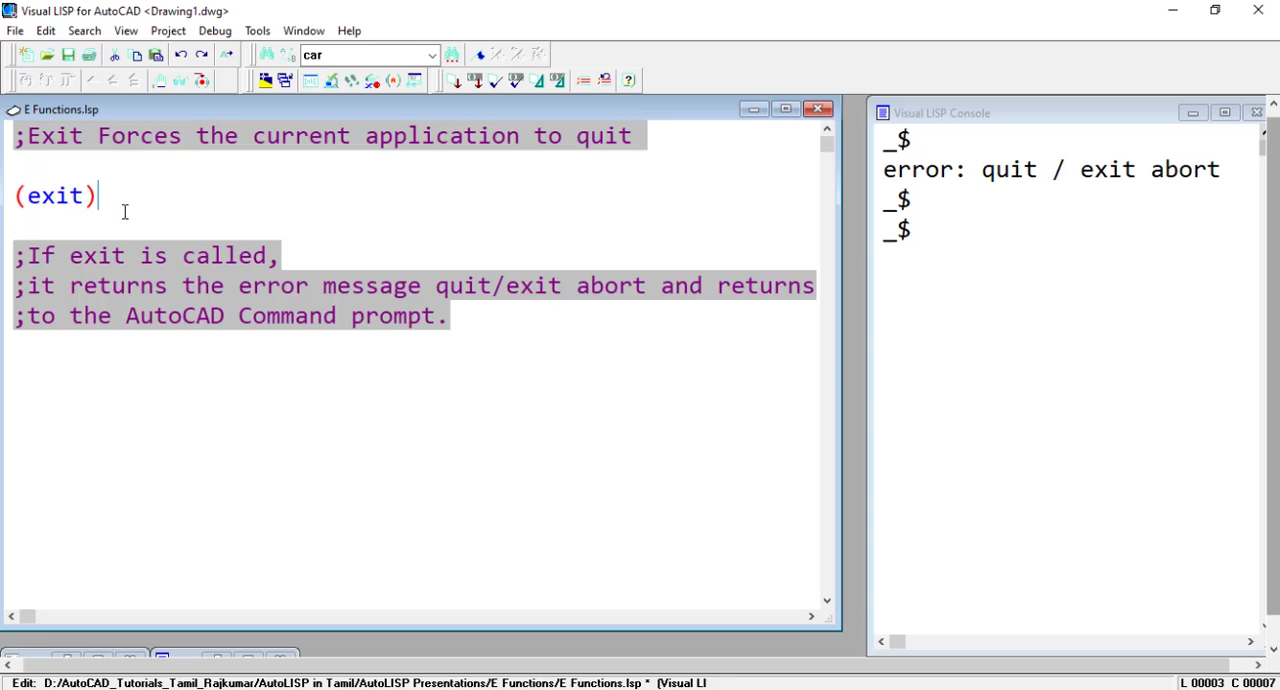 Visual LISP for AutoCAD <Drawing1.dwg>
File Edit Search View Project Debug Tools Window Help
car
E Functions.lsp
;Exit Forces the current application to quit
(exit)
;If exit is called,
;it returns the error message quit/exit abort and returns
;to the AutoCAD Command prompt.
Visual LISP Console
_$
error: quit / exit abort
_$
_$
Edit: D:/AutoCAD_Tutorials_Tamil_Rajkumar/AutoLISP in Tamil/AutoLISP Presentations/E Functions/E Functions.lsp * (Visual LI
L 00003 C 00007